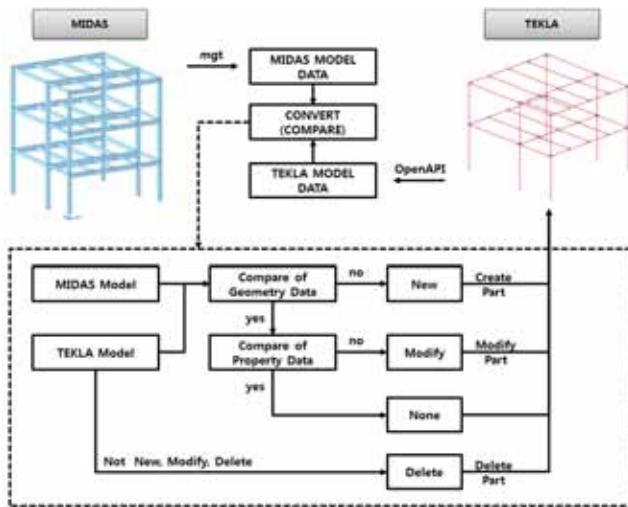 MIDAS
TEKLA
mgt
MIDAS MODEL
DATA
CONVERT
(COMPARE)
TEKLA MODEL
DATA
OpenAPI
MIDAS Model
Compare of
Geometry Data
no
New
Create
Part
yes
TEKLA Model
Compare of
Property Data
no
Modify
Modify
Part
yes
None
Not New, Modify, Delete
Delete
Delete
Part